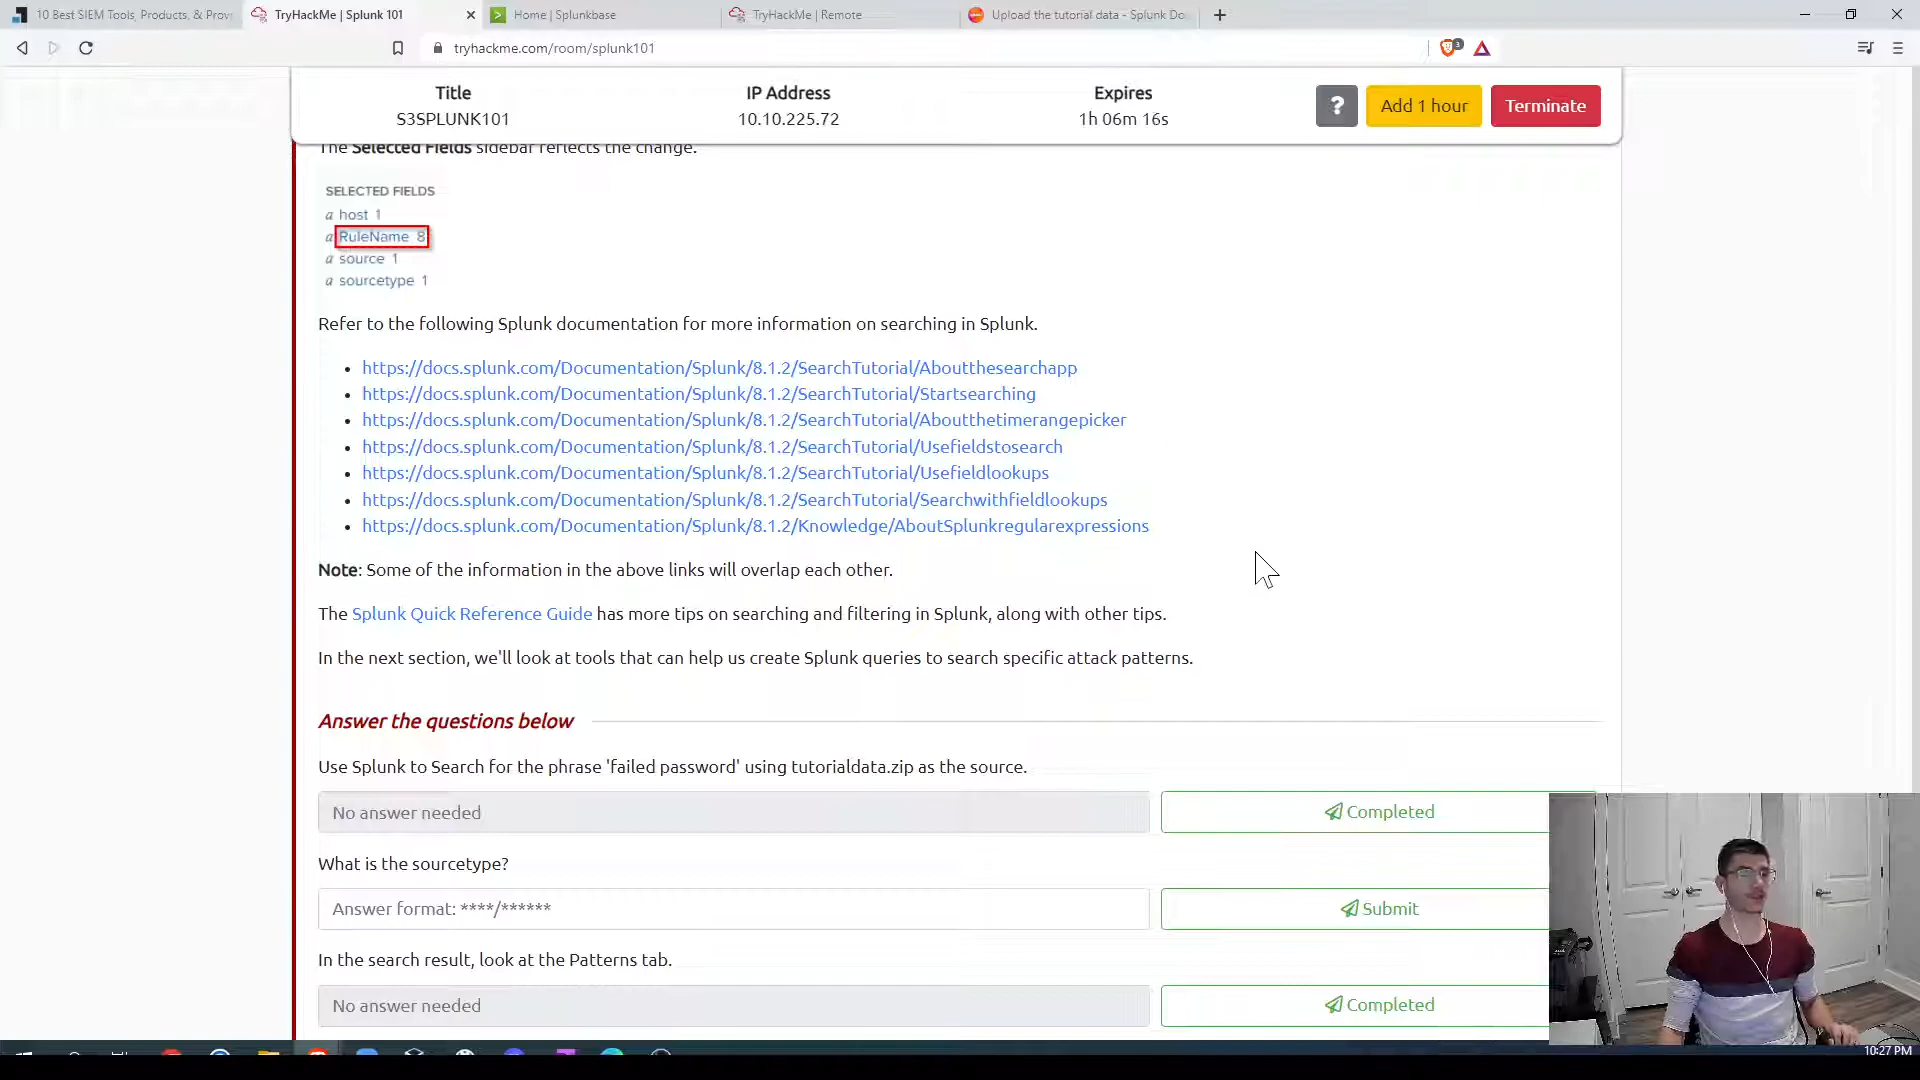 10 Best SIEM Tools, Products, & Prov
TryHackMe | Splunk 101
Home | Splunkbase
TryHackMe | Remote
Upload the tutorial data - Splunk Do
tryhackme.com/room/splunk101
3
Title
S3SPLUNK101
IP Address
10.10.225.72
Expires
1h 06m 16s
?
Add 1 hour
Terminate
The Selected Fields sidebar reflects the change.
SELECTED FIELDS
a host 1
a RuleName 8
a source 1
a sourcetype 1
Refer to the following Splunk documentation for more information on searching in Splunk.
• https://docs.splunk.com/Documentation/Splunk/8.1.2/SearchTutorial/Aboutthesearchapp
• https://docs.splunk.com/Documentation/Splunk/8.1.2/SearchTutorial/Startsearching
• https://docs.splunk.com/Documentation/Splunk/8.1.2/SearchTutorial/Aboutthetimerangepicker
• https://docs.splunk.com/Documentation/Splunk/8.1.2/SearchTutorial/Usefieldstosearch
• https://docs.splunk.com/Documentation/Splunk/8.1.2/SearchTutorial/Usefieldlookups
• https://docs.splunk.com/Documentation/Splunk/8.1.2/SearchTutorial/Searchwithfieldlookups
• https://docs.splunk.com/Documentation/Splunk/8.1.2/Knowledge/AboutSplunkregularexpressions
Note: Some of the information in the above links will overlap each other.
The Splunk Quick Reference Guide has more tips on searching and filtering in Splunk, along with other tips.
In the next section, we'll look at tools that can help us create Splunk queries to search specific attack patterns.
Answer the questions below
Use Splunk to Search for the phrase 'failed password' using tutorialdata.zip as the source.
No answer needed
Completed
What is the sourcetype?
Answer format: ****/******
Submit
In the search result, look at the Patterns tab.
No answer needed
Completed
10:27 PM